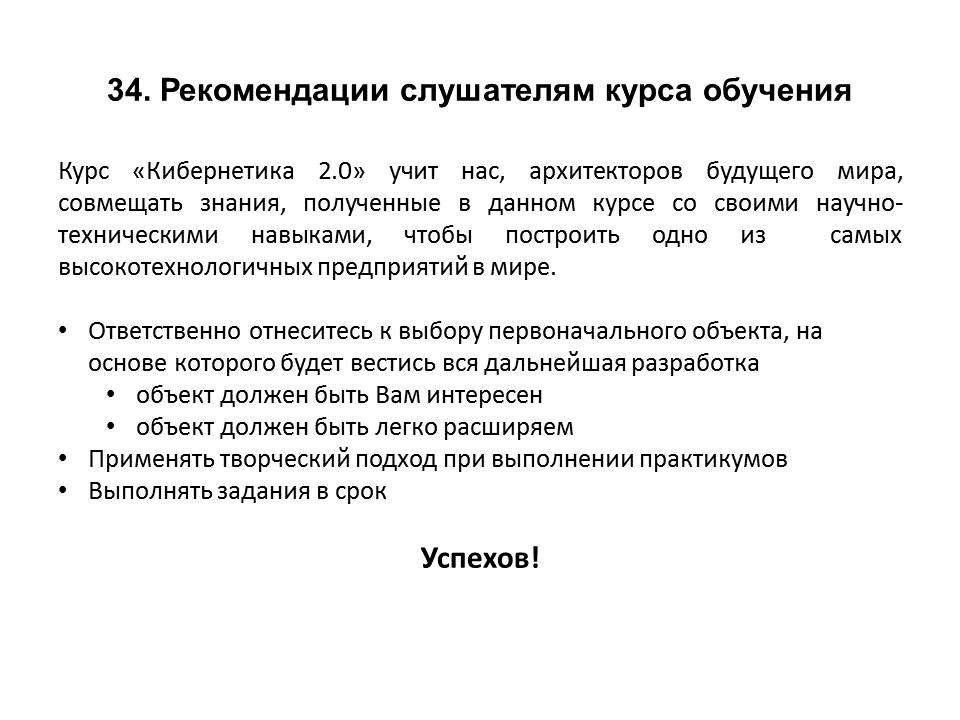 34. Рекомендации слушателям курса обучения
Курс «Кибернетика 2.0» учит нас, архитекторов будущего мира,
совмещать знания, полученные в данном курсе со своими научно-
техническими навыками, чтобы построить одно из самых
высокотехнологичных предприятий в мире.
• Ответственно отнеситесь к выбору первоначального объекта, на
основе которого будет вестись вся дальнейшая разработка
• объект должен быть Вам интересен
• объект должен быть легко расширяем
• Применять творческий подход при выполнении практикумов
• Выполнять задания в срок
Успехов!